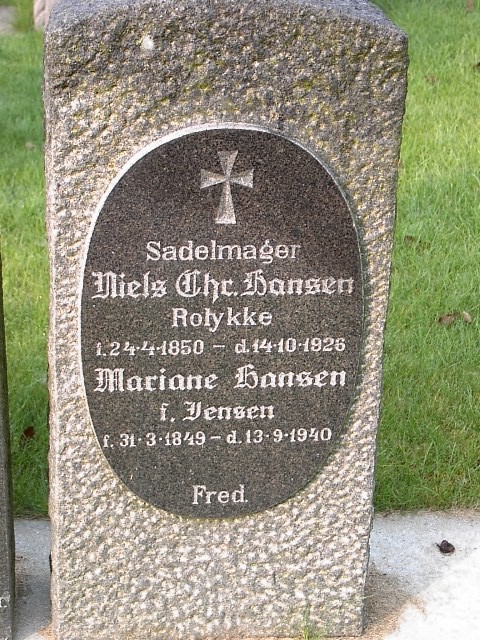 Sadelmager
Niels Chr. Hansen
Rolykke
f. 24-4-1850 – d. 14-10-1926
Mariane Hansen
f. Jensen
f. 31-3-1849 – d. 13-9-1940
Fred.